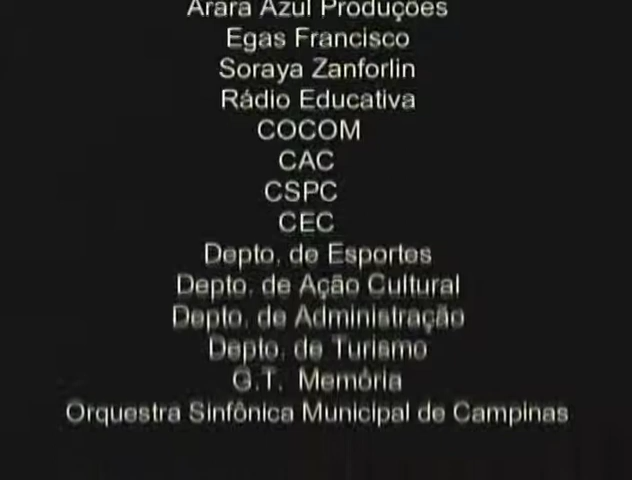 Arara Azul Produções
Egas Francisco
Soraya Zanforlin
Rádio Educativa
COCOM
CAC
CSPC
CEC
Depto. de Esportes
Depto. de Ação Cultural
Depto. de Administração
Depto. de Turismo
G.T. Memória
Orquestra Sinfônica Municipal de Campinas